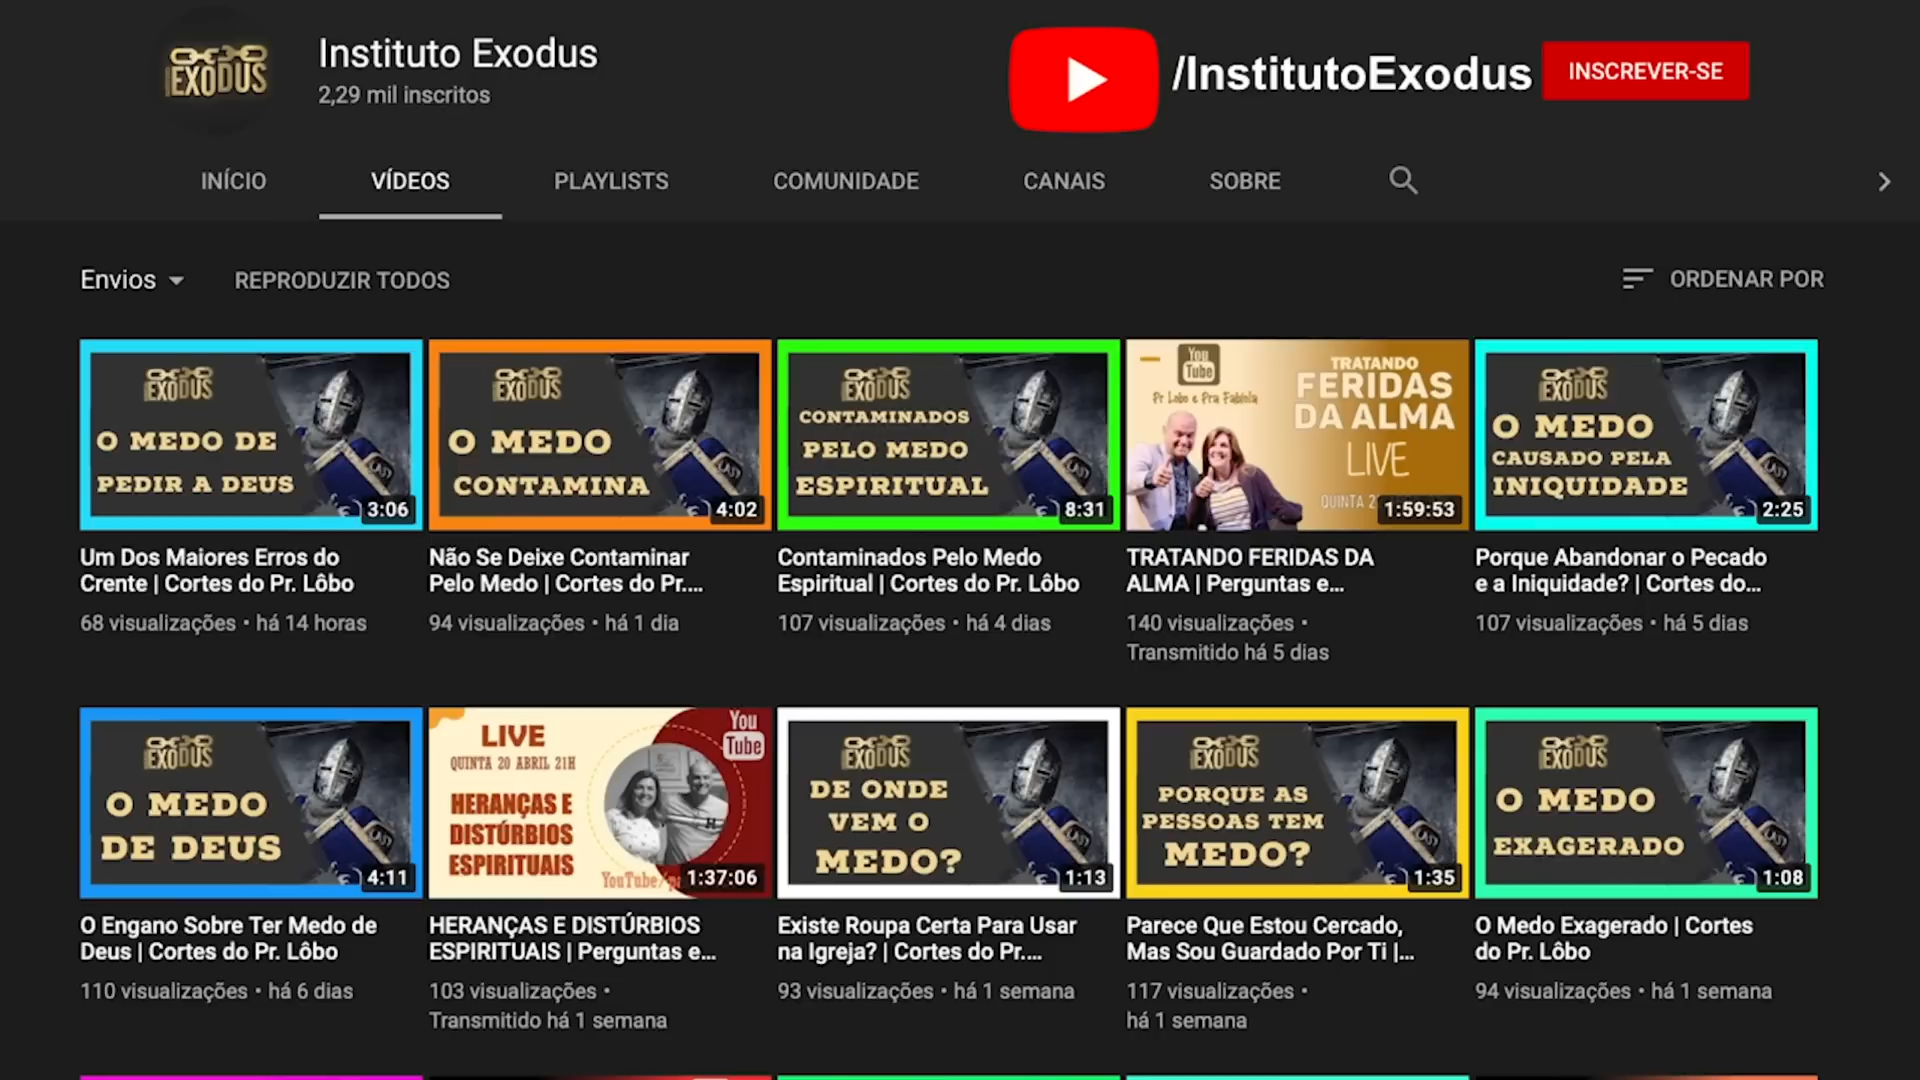 EXODUS
Instituto Exodus
2,29 mil inscritos
/InstitutoExodus
INSCREVER-SE
INÍCIO
VÍDEOS
PLAYLISTS
COMUNIDADE
CANAIS
SOBRE
Envios
REPRODUZIR TODOS
ORDENAR POR
EXODUS
O MEDO DE
PEDIR A DEUS
3:06
Um Dos Maiores Erros do
Crente | Cortes do Pr. Lôbo
68 visualizações • há 14 horas
EXODUS
O MEDO
CONTAMINA
4:02
Não Se Deixe Contaminar
Pelo Medo | Cortes do Pr....
94 visualizações • há 1 dia
EXODUS
CONTAMINADOS
PELO MEDO
ESPIRITUAL
8:31
Contaminados Pelo Medo
Espiritual | Cortes do Pr. Lôbo
107 visualizações • há 4 dias
You
Tube
Pr Lobo e Pra Fabíola
TRATANDO
FERIDAS
DA ALMA
LIVE
QUINTA 2
1:59:53
TRATANDO FERIDAS DA
ALMA | Perguntas e...
140 visualizações •
Transmitido há 5 dias
EXODUS
O MEDO
CAUSADO PELA
INIQUIDADE
2:25
Porque Abandonar o Pecado
e a Iniquidade? | Cortes do...
107 visualizações • há 5 dias
EXODUS
O MEDO
DE DEUS
4:11
O Engano Sobre Ter Medo de
Deus | Cortes do Pr. Lôbo
110 visualizações • há 6 dias
LIVE
QUINTA 20 ABRIL 21H
HERANÇAS E
DISTÚRBIOS
ESPIRITUAIS
You
Tube
YouTube/p
1:37:06
HERANÇAS E DISTÚRBIOS
ESPIRITUAIS | Perguntas e...
103 visualizações •
Transmitido há 1 semana
EXODUS
DE ONDE
VEM O
MEDO?
1:13
Existe Roupa Certa Para Usar
na Igreja? | Cortes do Pr....
93 visualizações • há 1 semana
EXODUS
PORQUE AS
PESSOAS TEM
MEDO?
1:35
Parece Que Estou Cercado,
Mas Sou Guardado Por Ti |...
117 visualizações •
há 1 semana
EXODUS
O MEDO
EXAGERADO
1:08
O Medo Exagerado | Cortes
do Pr. Lôbo
94 visualizações • há 1 semana